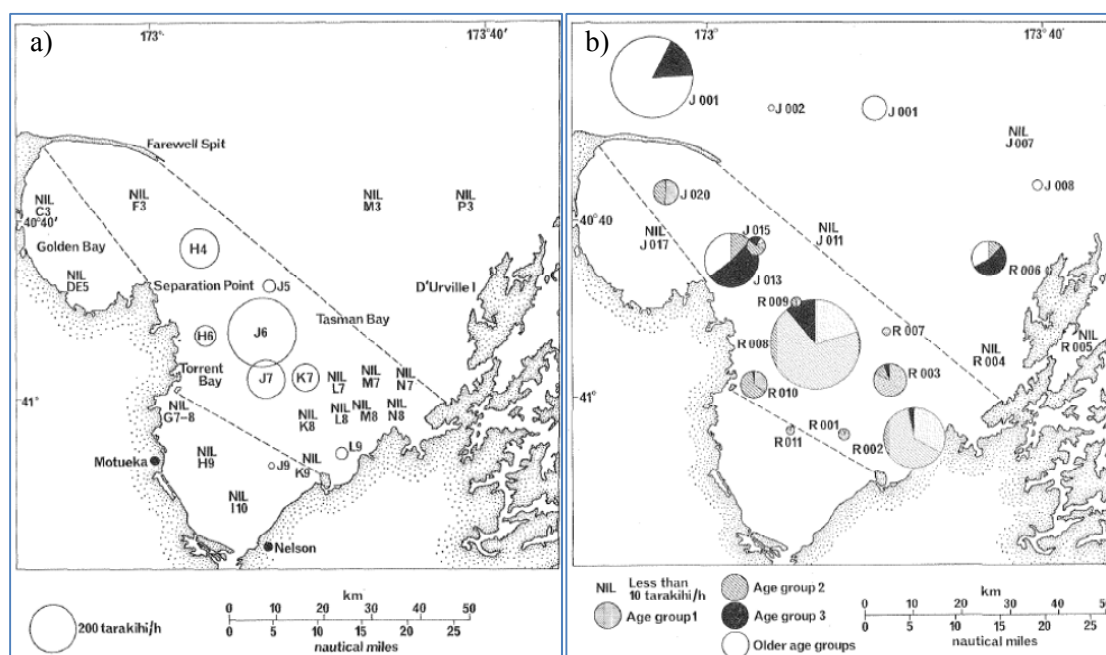 a)
173°
173°40′
Farewell Spit
NIL
C3
NIL
F3
NIL
M3
NIL
P3
40°40′
Golden Bay
H4
NIL
DE5
Separation Point
J5
D'Urville I
Tasman Bay
H6
J6
Torrent
Bay
J7
K7
NIL
L7
NIL
M7
NIL
N7
NIL
G7-8
NIL
K8
NIL
L8
NIL
M8
NIL
N8
41°
Motueka
NIL
H9
J9
NIL
K9
L9
NIL
I10
Nelson
200 tarakihi/h
km
0 10 20 30 40 50
0 5 10 15 20 25
nautical miles
b)
173°
173°40′
J 001
J 002
J 001
NIL
J 007
J 008
J 020
40°40
NIL
J 017
J 015
NIL
J 011
J 013
R 006
R 009
R 007
R 008
NIL
R 004
NIL
R 005
R 003
R 010
41°
R 011
R 001
R 002
NIL Less than
10 tarakihi/h
Age group 1
Age group 2
Age group 3
Older age groups
km
0 10 20 30 40 50
0 5 10 15 20 25
nautical miles